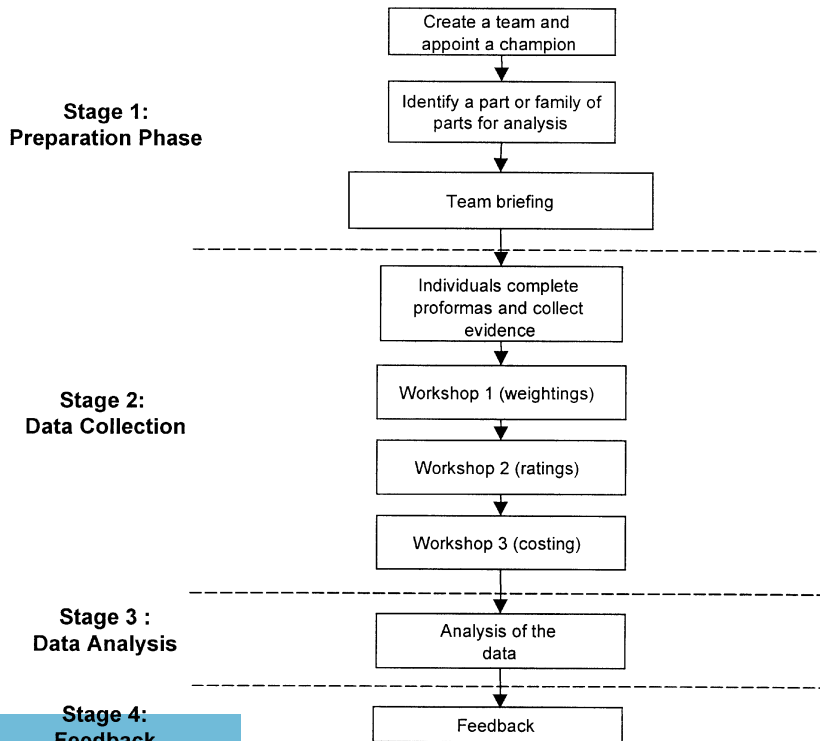 Create a team and
appoint a champion
Stage 1:
Preparation Phase
Identify a part or family of
parts for analysis
Team briefing
Individuals complete
proformas and collect
evidence
Stage 2:
Data Collection
Workshop 1 (weightings)
Workshop 2 (ratings)
Workshop 3 (costing)
Stage 3 :
Data Analysis
Analysis of the
data
Stage 4:
Feedback
Feedback